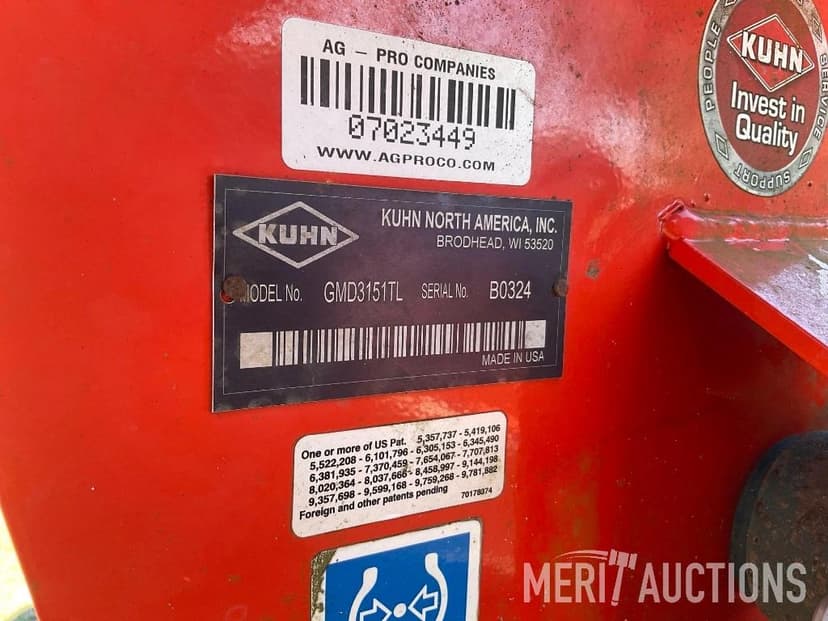 AG - PRO COMPANIES
07023449
WWW.AGPROCO.COM
KUHN
KUHN NORTH AMERICA, INC.
BRODHEAD, WI 53520
MODEL No. GMD3151TL SERIAL No. B0324
MADE IN USA
PEOPLE
SERVICE
SUPPORT
KUHN
Invest in
Quality
One or more of US Pat. 5,357,737 - 5,419,106
5,522,208 - 6,101,796 - 6,305,153 - 6,345,490
6,381,935 - 7,370,459 - 7,654,067 - 7,707,813
8,020,364 - 8,037,666 - 8,458,997 - 9,144,198
9,357,698 - 9,599,168 - 9,759,268 - 9,781,882
Foreign and other patents pending 70178374
MERIT AUCTIONS